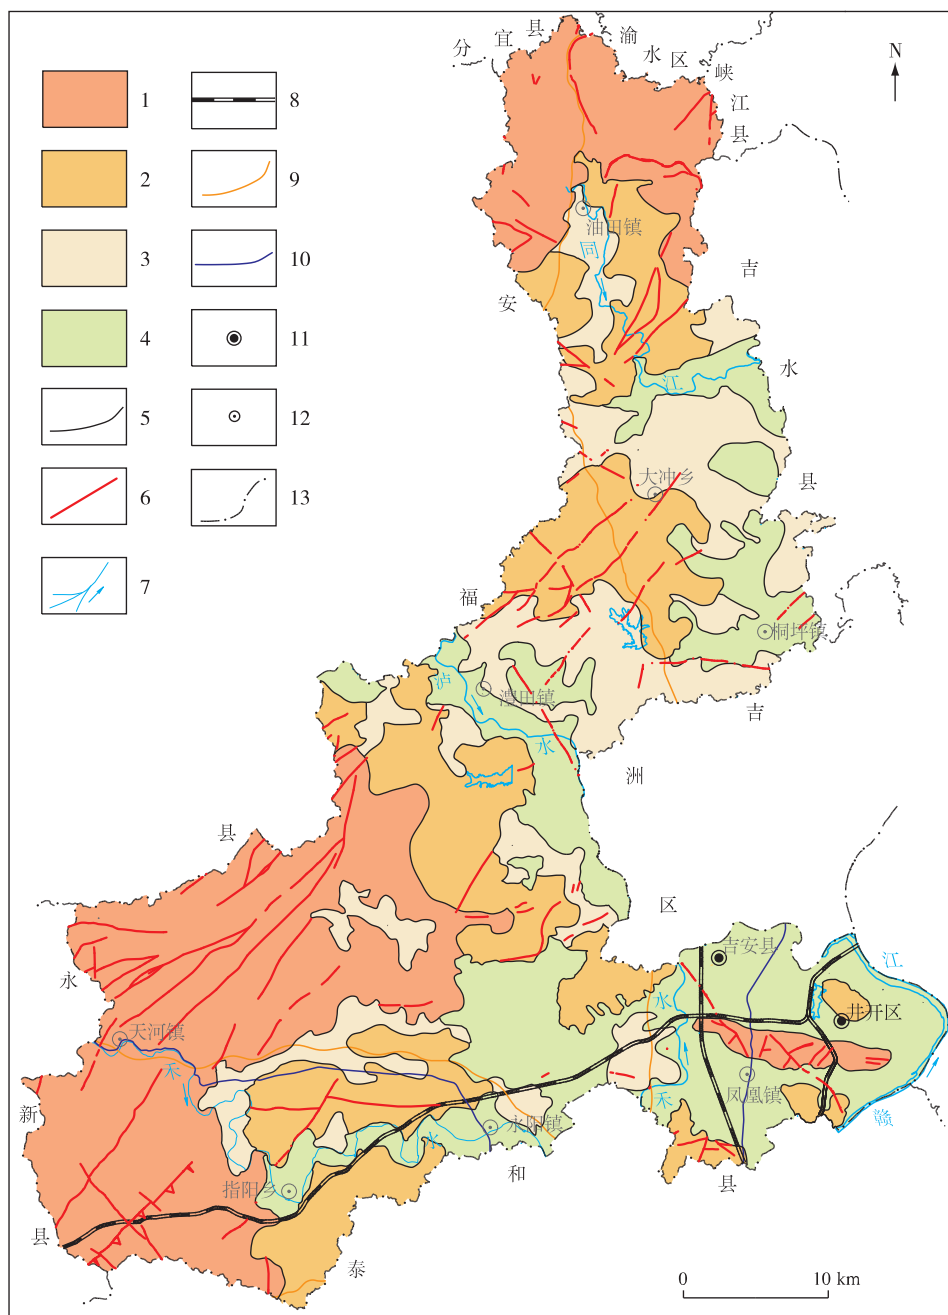 分宜县
渝水区
峡江县
N
1
8
2
9
3
10
4
11
5
12
6
13
7
油田镇
同
江
吉
水
县
安
福
县
大冲乡
桐坪镇
泸
水
澧田镇
吉
洲
区
永
新
县
天河镇
禾
水
指阳乡
永阳镇
泰
和
县
吉安县
井开区
凤凰镇
禾
水
赣
江
0
10 km